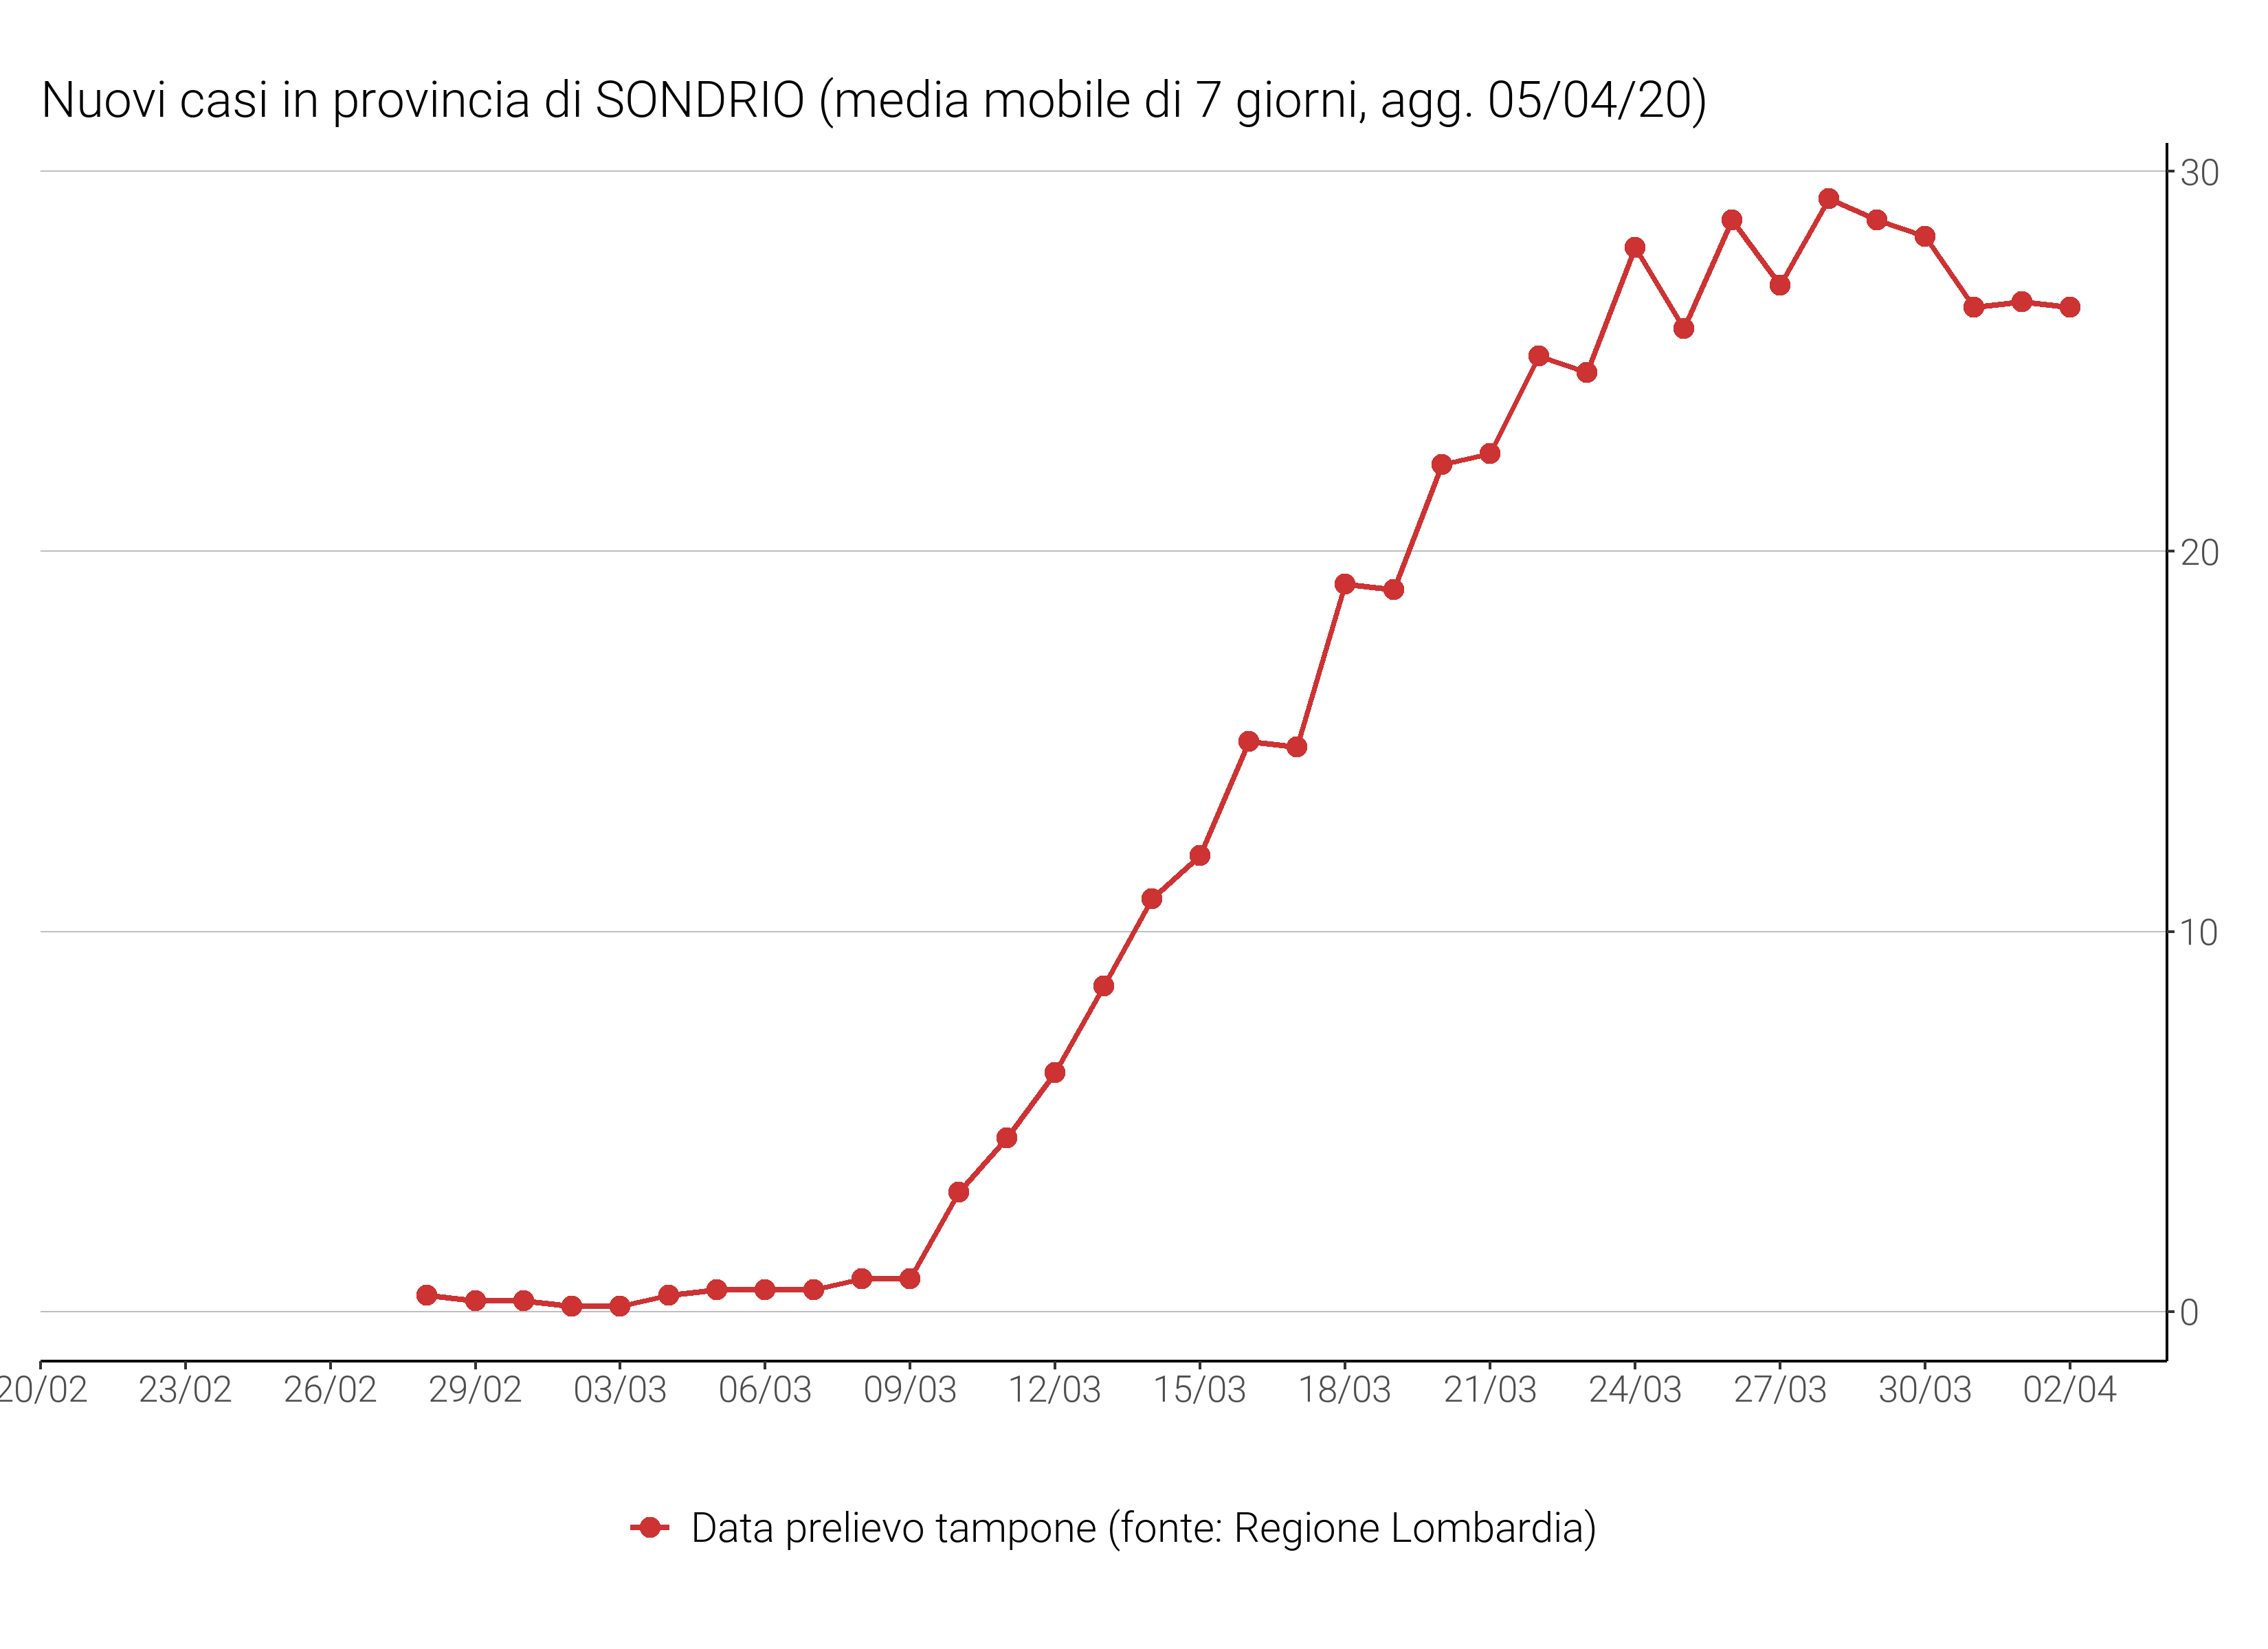 Nuovi casi in provincia di SONDRIO (media mobile di 7 giorni, agg. 05/04/20)
30
20
10
0
20/02 23/02 26/02 29/02 03/03 06/03 09/03 12/03 15/03 18/03 21/03 24/03 27/03 30/03 02/04
Data prelievo tampone (fonte: Regione Lombardia)